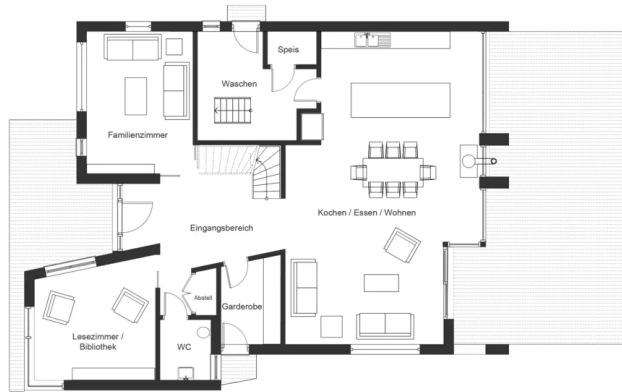 Speis
Waschen
Familienzimmer
Kochen / Essen / Wohnen
Eingangsbereich
Abstell
Garderobe
Lesezimmer /
Bibliothek
WC